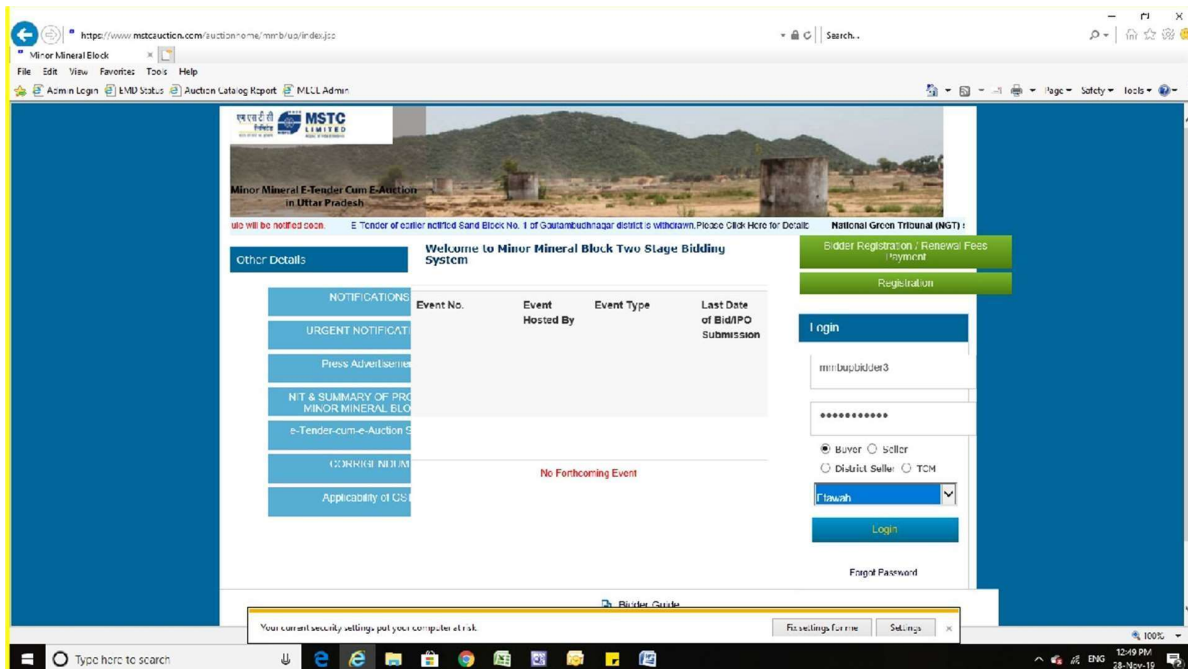 https://www.mstcauction.com/auctionhome/mmb/up/index.jsp
Search...
Minor Mineral Block
File Edit View Favorites Tools Help
Admin Login EMD Status Auction Catalog Report MECL Admin
Page Safety Tools
एम एस टी सी
लिमिटेड
MSTC
LIMITED
Minor Mineral E-Tender Cum E-Auction
in Uttar Pradesh
ule will be notified soon. E-Tender of earlier notified Sand Block No. 1 of Gautambudhnagar district is withdrawn,Please Click Here for Details National Green Tribunal (NGT)
Other Details
Welcome to Minor Mineral Block Two Stage Bidding
System
Bidder Registration / Renewal Fees
Payment
Registration
NOTIFICATIONS
URGENT NOTIFICATI
Press Advertisemen
NIT & SUMMARY OF PRO
MINOR MINERAL BLO
e-Tender-cum-e-Auction S
CORRIGENDUM
Applicability of GST
Event No.
Event
Hosted By
Event Type
Last Date
of Bid/IPO
Submission
No Forthcoming Event
Login
mmbupbidder3
Buyer Seller
District Seller TCM
Etawah
Login
Forgot Password
Bidder Guide
Your current security settings put your computer at risk
Fix settings for me Settings
100%
Type here to search
ENG
12:49 PM
28-Nov-19